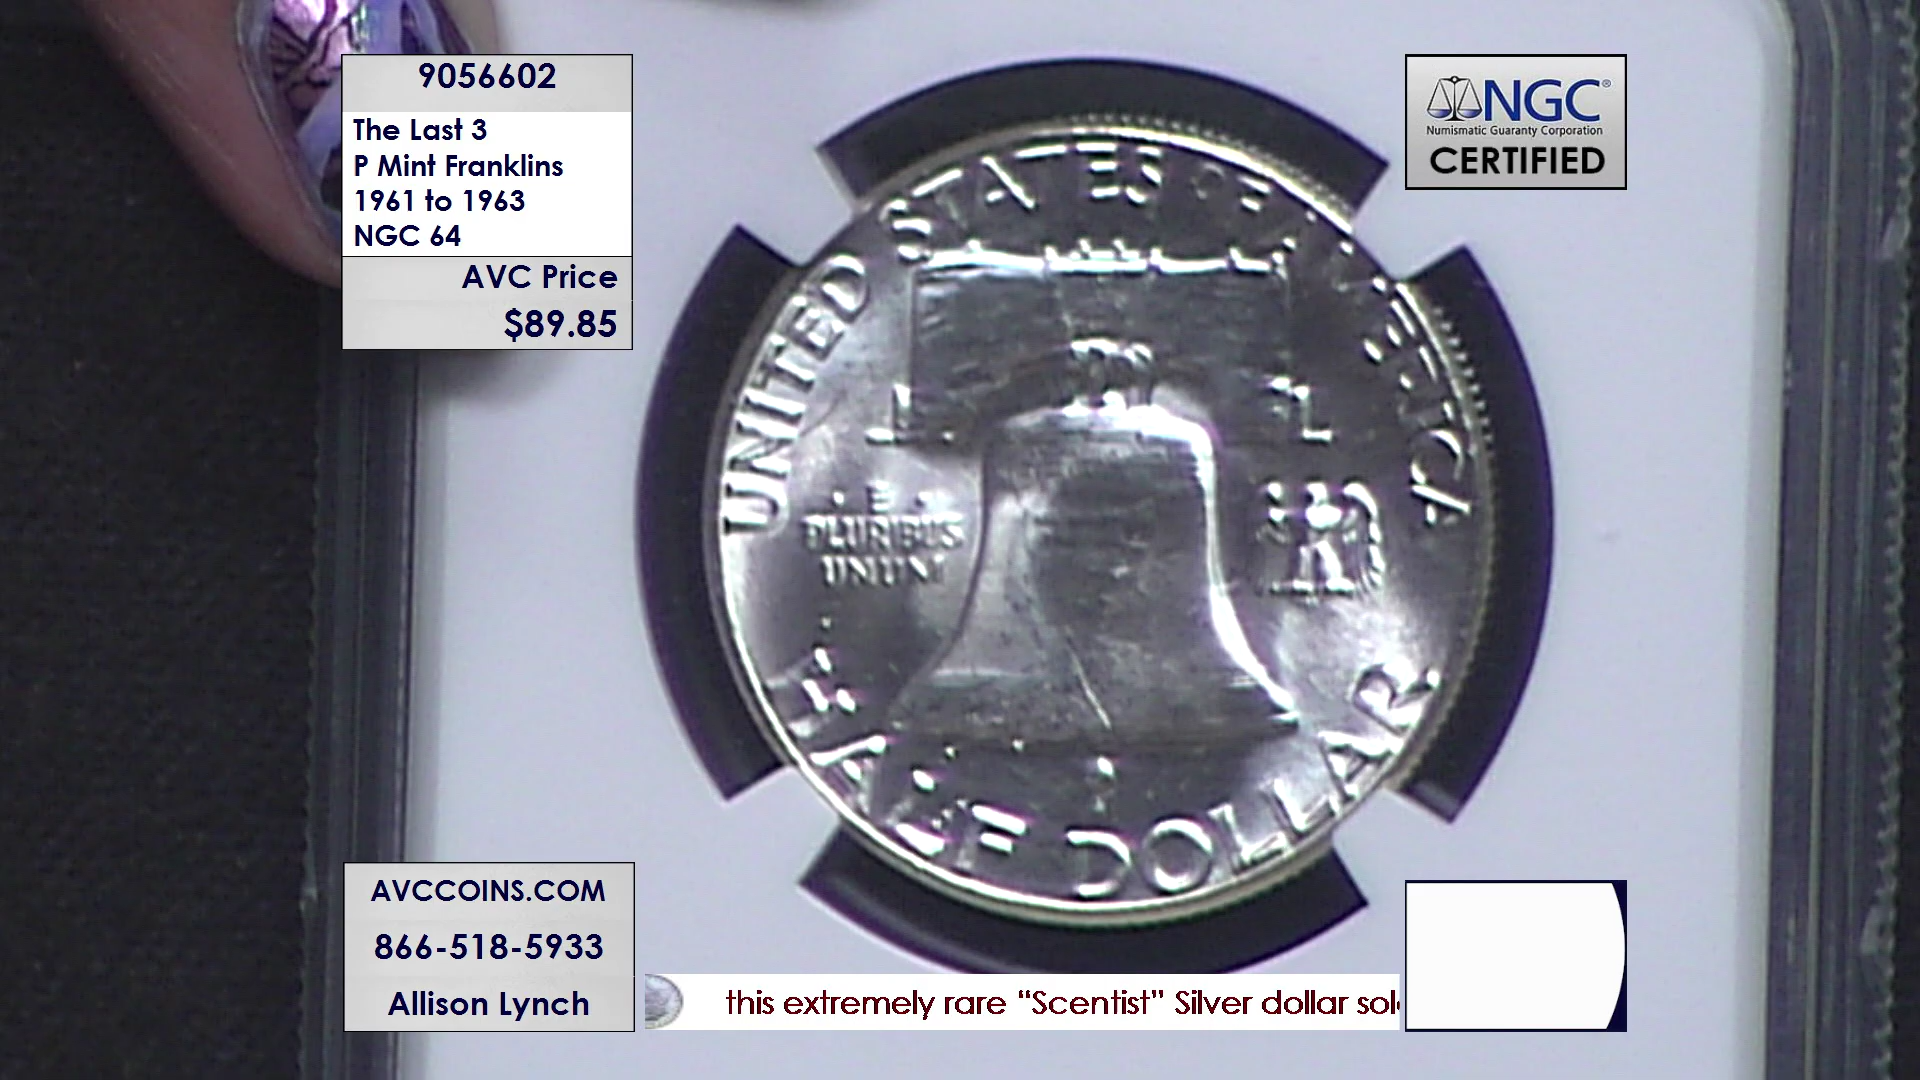 9056602
The Last 3
P Mint Franklins
1961 to 1963
NGC 64
AVC Price
$89.85
NGC®
Numismatic Guaranty Corporation
CERTIFIED
UNITED STATES OF AMERICA
· E ·
PLURIBUS
UNUM
HALF DOLLAR
AVCCOINS.COM
866-518-5933
Allison Lynch
this extremely rare “Scentist” Silver dollar